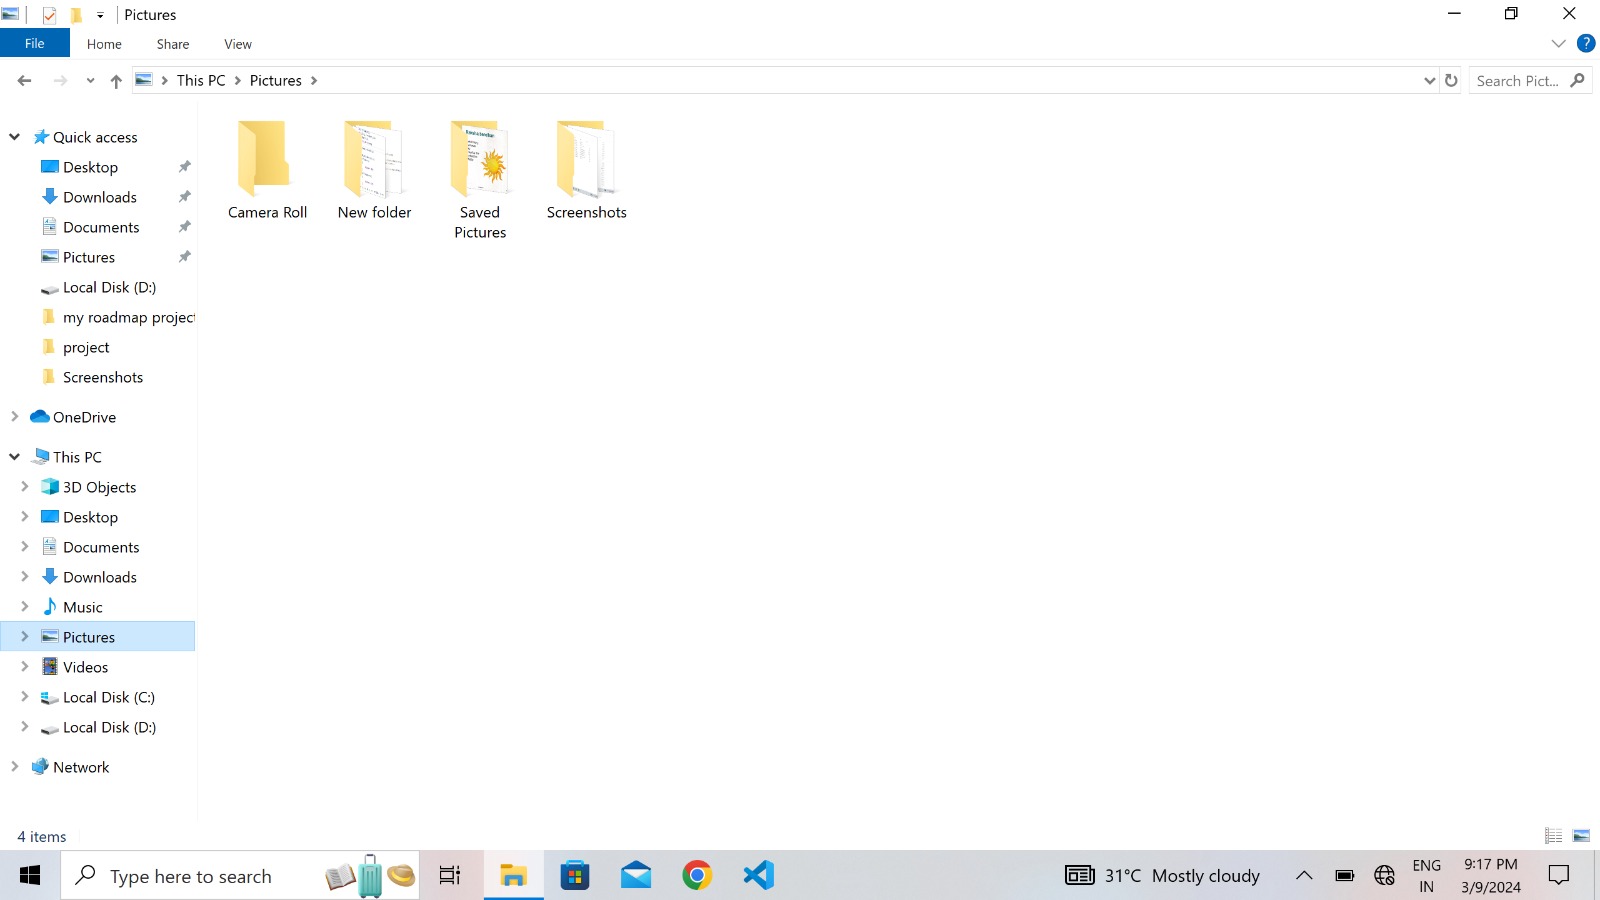 Pictures
File Home Share View
This PC Pictures
Search Pict...
Quick access
Desktop
Downloads
Documents
Pictures
Local Disk (D:)
my roadmap project
project
Screenshots
OneDrive
This PC
3D Objects
Desktop
Documents
Downloads
Music
Pictures
Videos
Local Disk (C:)
Local Disk (D:)
Network
Camera Roll
New folder
Saved
Pictures
Screenshots
4 items
Type here to search
31°C Mostly cloudy
ENG
IN
9:17 PM
3/9/2024